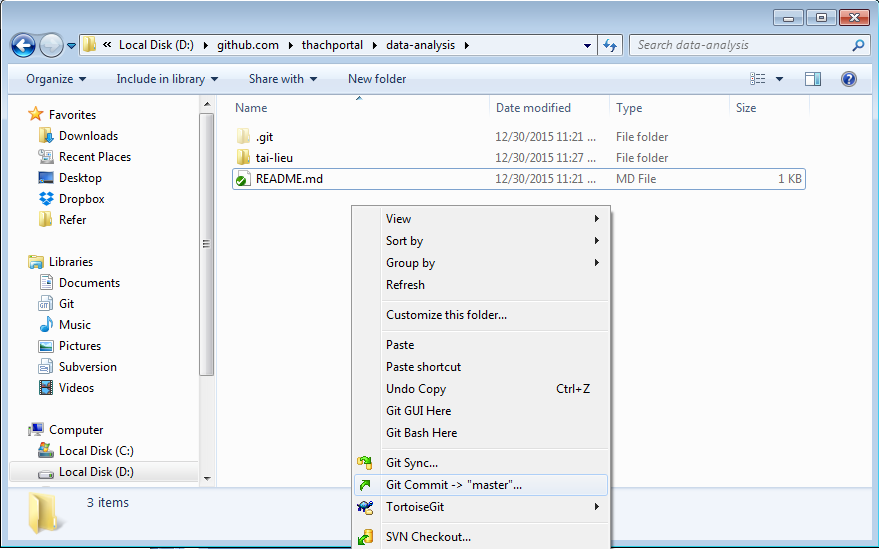 Local Disk (D:) github.com thachportal data-analysis Search data-analysis
Organize Include in library Share with New folder
Favorites
Downloads
Recent Places
Desktop
Dropbox
Refer
Libraries
Documents
Git
Music
Pictures
Subversion
Videos
Computer
Local Disk (C:)
Local Disk (D:)
Name Date modified Type Size
.git 12/30/2015 11:21 ... File folder
tai-lieu 12/30/2015 11:27 ... File folder
README.md 12/30/2015 11:21 ... MD File 1 KB
View
Sort by
Group by
Refresh
Customize this folder...
Paste
Paste shortcut
Undo Copy Ctrl+Z
Git GUI Here
Git Bash Here
Git Sync...
Git Commit -> "master"...
TortoiseGit
SVN Checkout...
3 items